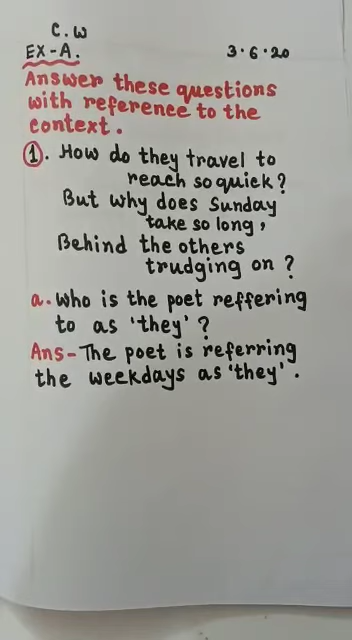 C.W
EX-A.
3.6.20
Answer these questions
with reference to the
context.
1. How do they travel to
reach so quick?
But why does Sunday
take so long,
Behind the others
trudging on?
a. Who is the poet reffering
to as 'they'?
Ans- The poet is referring
the weekdays as 'they'.